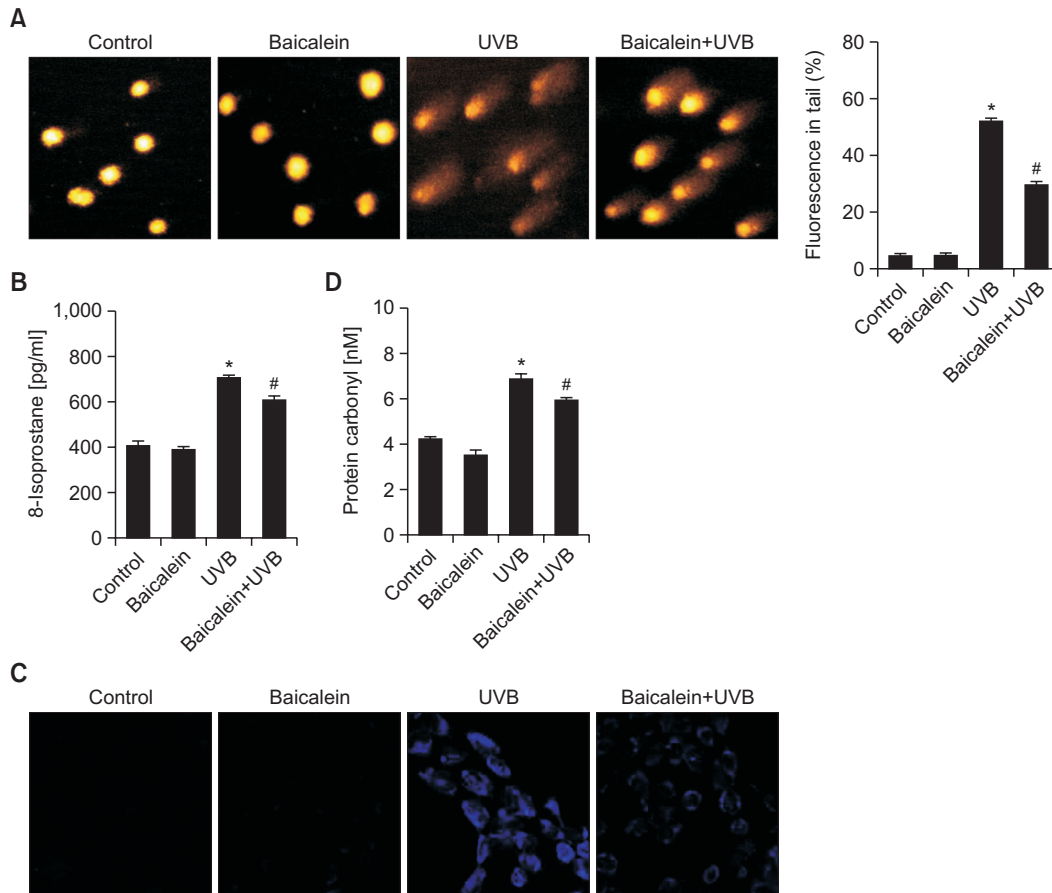 A
Control
Baicalein
UVB
Baicalein+UVB
Fluorescence in tail (%)
80
60
40
20
0
*
#
Control
Baicalein
UVB
Baicalein+UVB
B
8-Isoprostane [pg/ml]
1,000
800
600
400
200
0
*
#
Control
Baicalein
UVB
Baicalein+UVB
D
Protein carbonyl [nM]
10
8
6
4
2
0
*
#
Control
Baicalein
UVB
Baicalein+UVB
C
Control
Baicalein
UVB
Baicalein+UVB